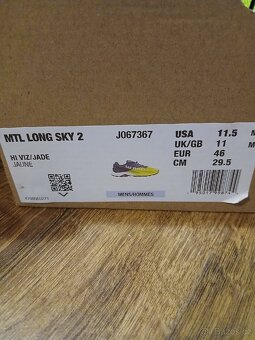 MTL LONG SKY 2
J067367
HI VIZ/JADE
JAUNE
MENS/HOMMES
USA 11.5 M
UK/GB 11 M
EUR 46
CM 29.5